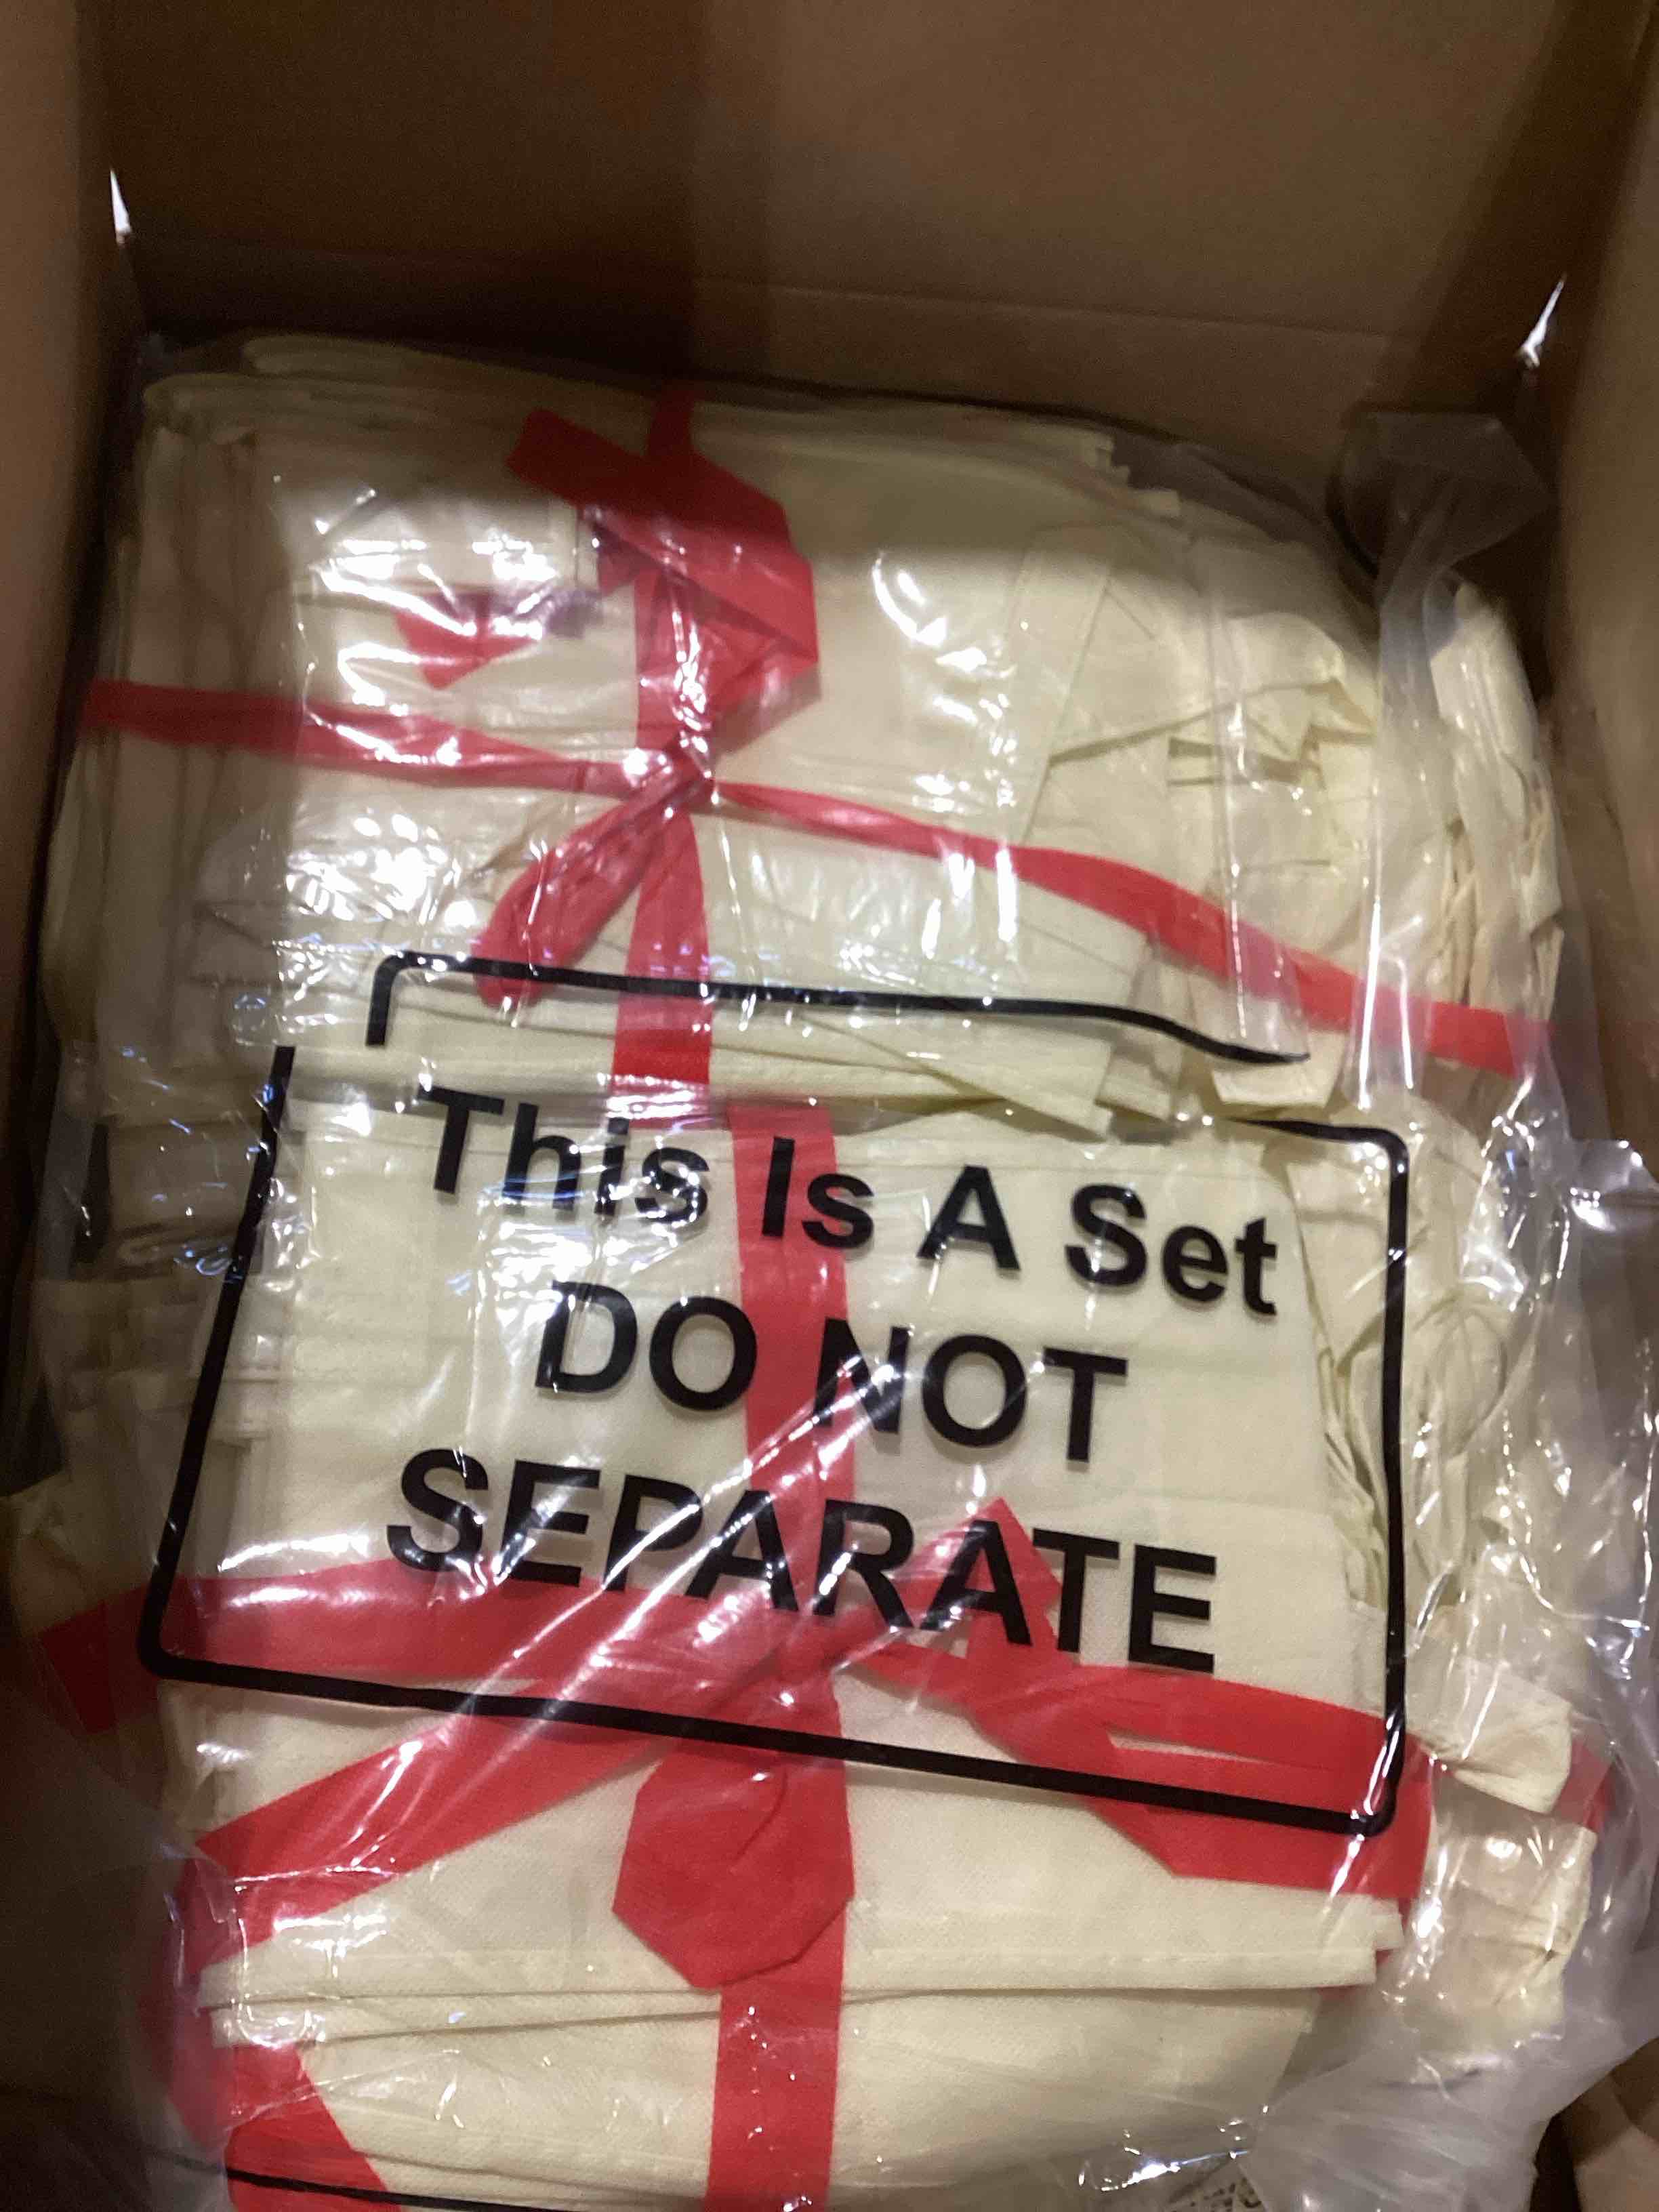 This Is A Set
DO NOT
SEPARATE